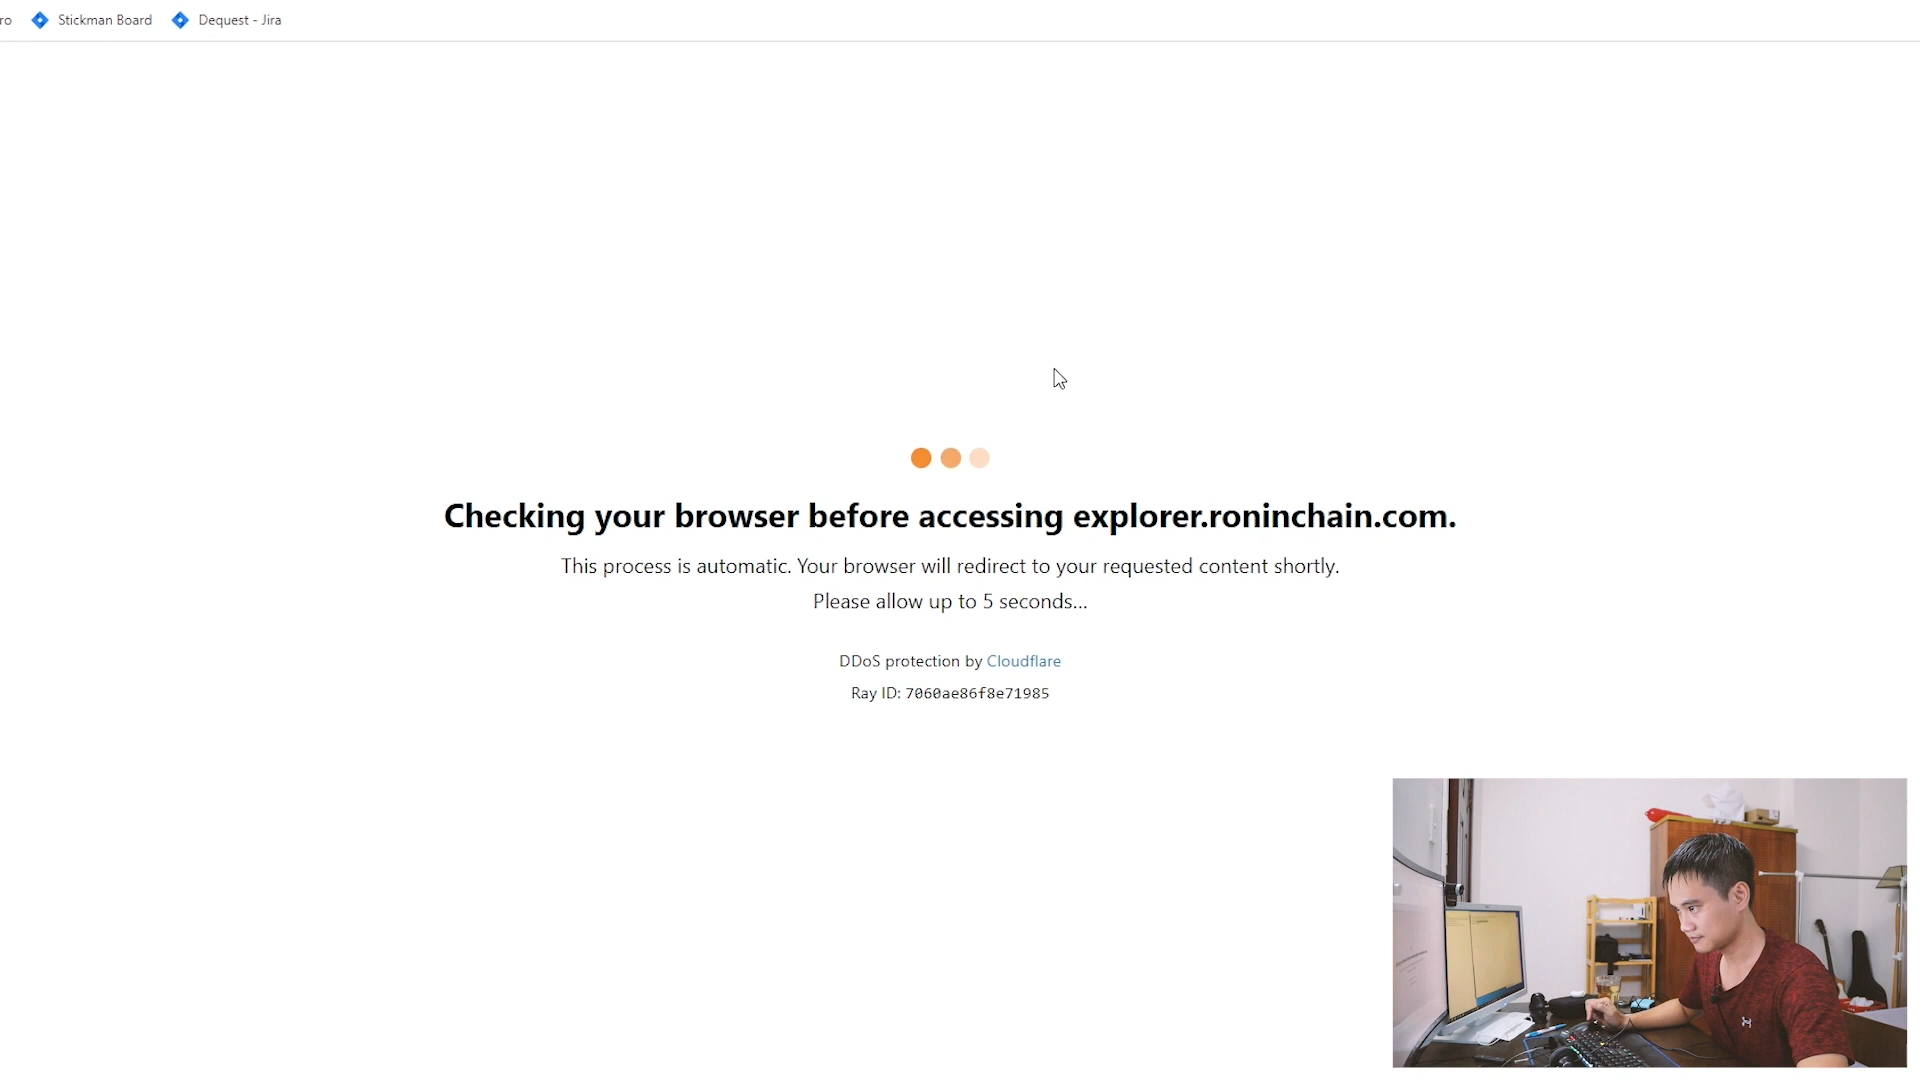 ro Stickman Board Dequest - Jira
Checking your browser before accessing explorer.roninchain.com.
This process is automatic. Your browser will redirect to your requested content shortly.
Please allow up to 5 seconds...
DDoS protection by Cloudflare
Ray ID: 7060ae86f8e71985